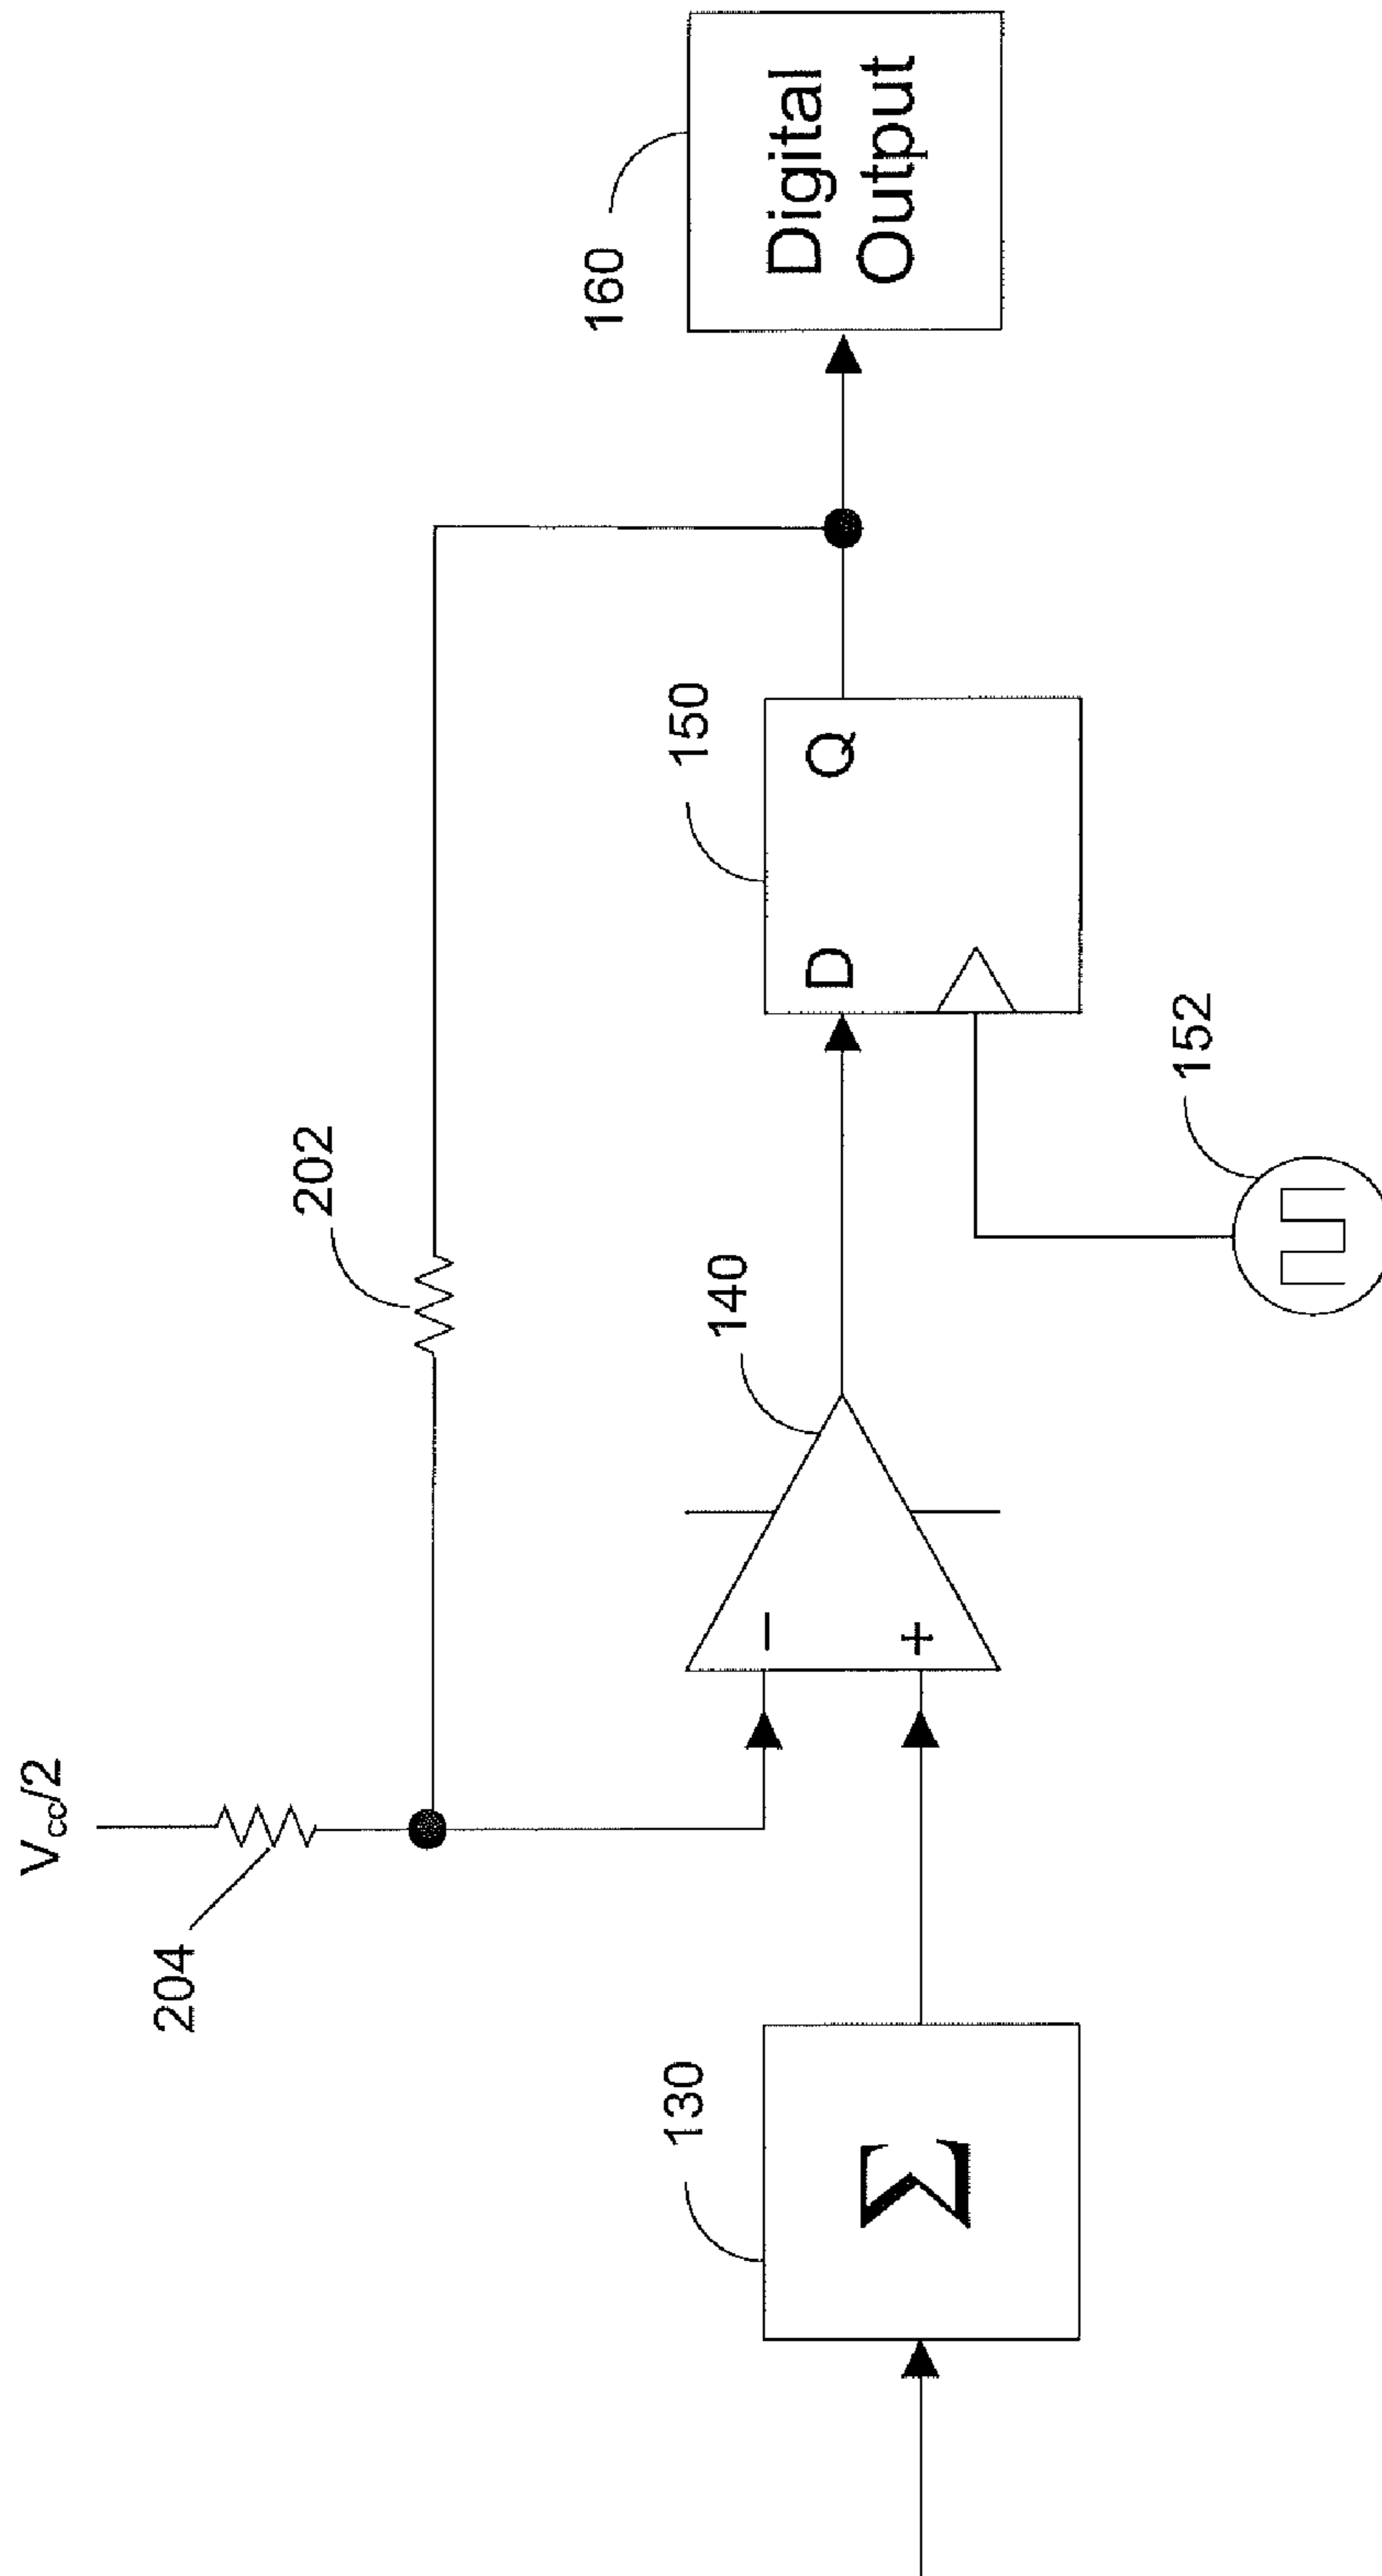 V_cc/2
204
202
130
Σ
−
+
140
D Q
150
152
160
Digital
Output